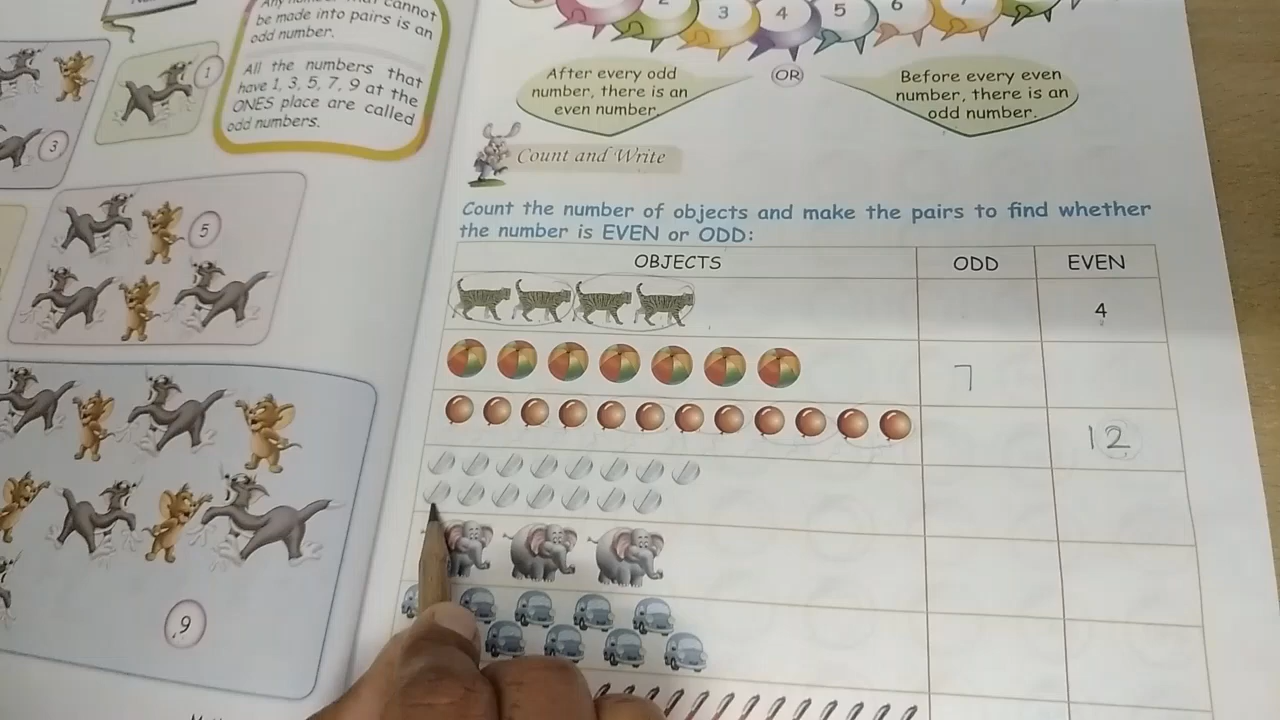 cannot
be made into pairs is an
odd number.
All the numbers that
have 1, 3, 5, 7, 9 at the
ONES place are called
odd numbers.
1
3
5
9
3 4 5 6
After every odd
number, there is an
even number.
OR
Before every even
number, there is an
odd number.
Count and Write
Count the number of objects and make the pairs to find whether
the number is EVEN or ODD:
OBJECTS ODD EVEN
4
7
12